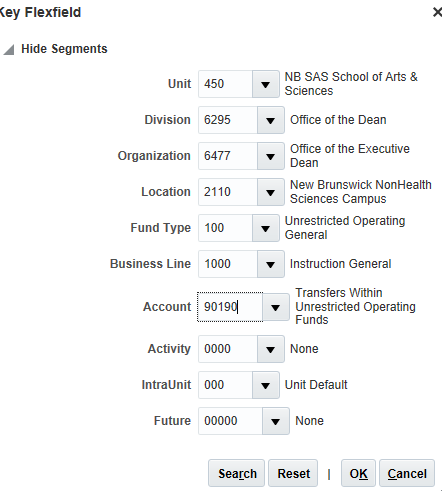 Key Flexfield
Hide Segments
Unit 450 NB SAS School of Arts &
Sciences
Division 6295 Office of the Dean
Organization 6477 Office of the Executive
Dean
Location 2110 New Brunswick NonHealth
Sciences Campus
Fund Type 100 Unrestricted Operating
General
Business Line 1000 Instruction General
Account 90190 Transfers Within
Unrestricted Operating
Funds
Activity 0000 None
IntraUnit 000 Unit Default
Future 00000 None
Search Reset | OK Cancel